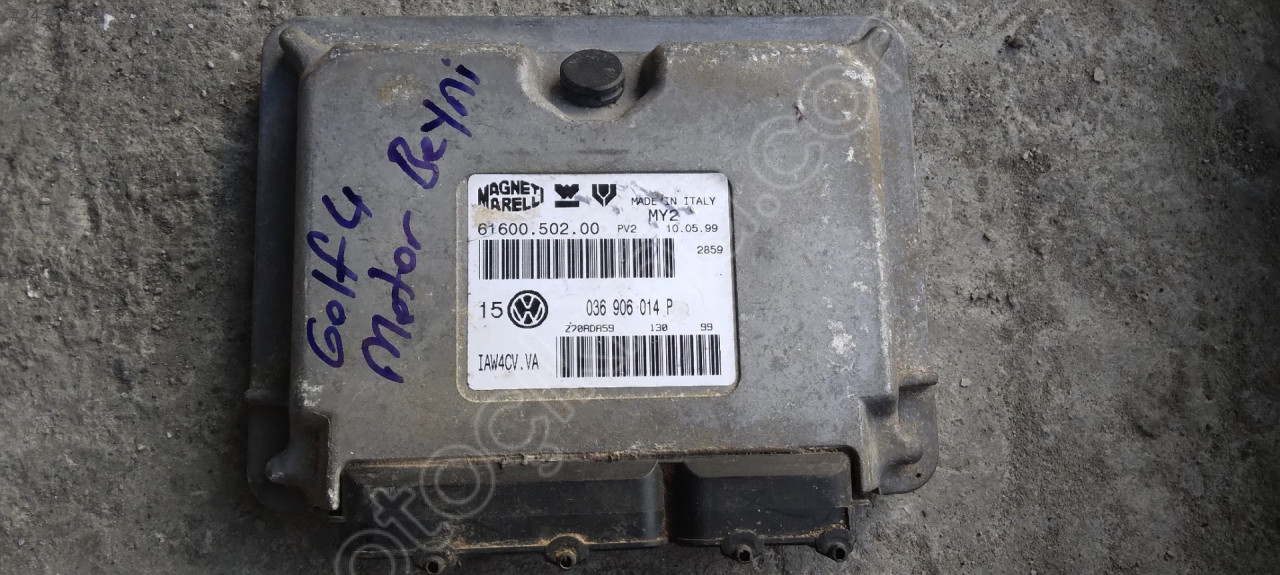 Golf 4
Motor Beyni
MAGNETI MARELLI MADE IN ITALY
MY2
61600.502.00 PV2 10.05.99
2859
15 036 906 014 P
Z70ADA59 130 99
IAW4CV.VA